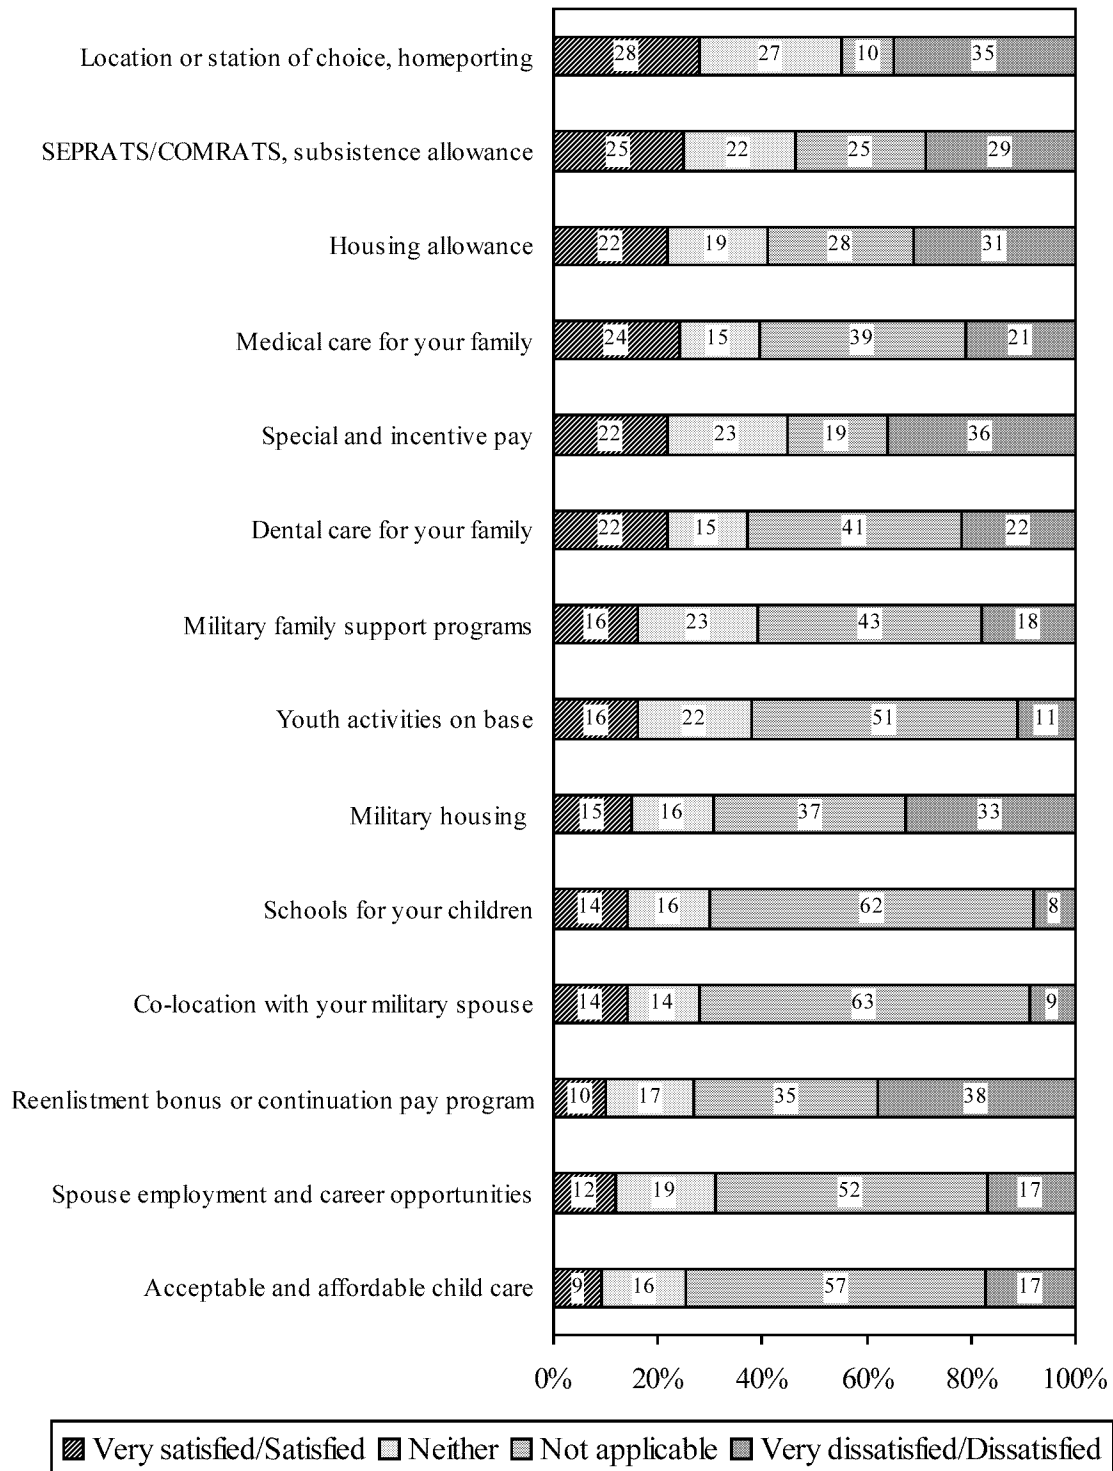 Location or station of choice, homeporting 28 27 10 35
SEPRATS/COMRATS, subsistence allowance 25 22 25 29
Housing allowance 22 19 28 31
Medical care for your family 24 15 39 21
Special and incentive pay 22 23 19 36
Dental care for your family 22 15 41 22
Military family support programs 16 23 43 18
Youth activities on base 16 22 51 11
Military housing 15 16 37 33
Schools for your children 14 16 62 8
Co-location with your military spouse 14 14 63 9
Reenlistment bonus or continuation pay program 10 17 35 38
Spouse employment and career opportunities 12 19 52 17
Acceptable and affordable child care 9 16 57 17
0% 20% 40% 60% 80% 100%
Very satisfied/Satisfied Neither Not applicable Very dissatisfied/Dissatisfied